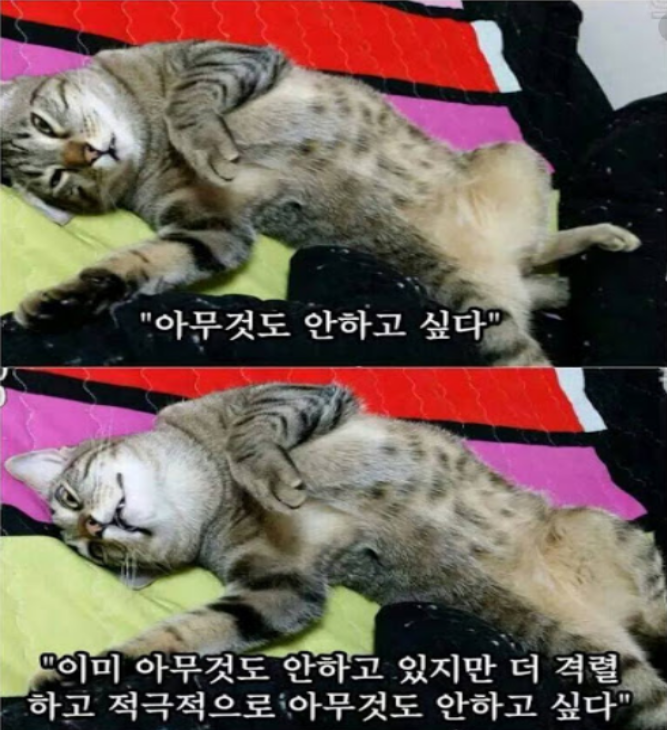 "아무것도 안하고 싶다"
"이미 아무것도 안하고 있지만 더 격렬
하고 적극적으로 아무것도 안하고 싶다"